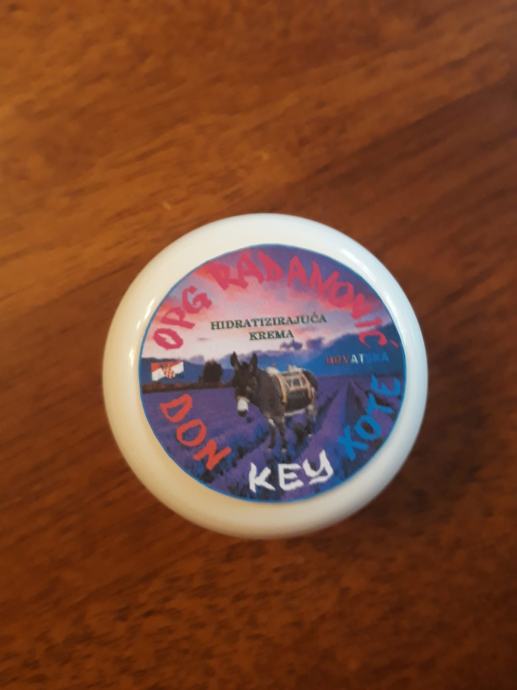 OPG RADANOVIĆ
HIDRATIZIRAJUĆA
KREMA
HRVATSKA
DON KEY KOTE